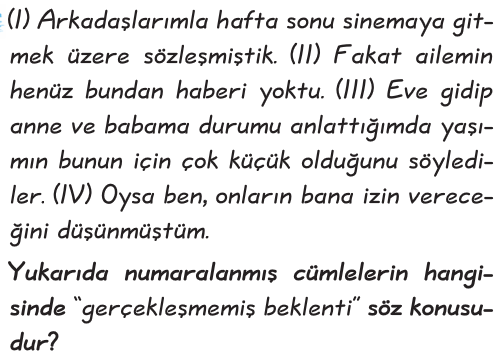 (I) Arkadaşlarımla hafta sonu sinemaya git-
mek üzere sözleşmiştik. (II) Fakat ailemin
henüz bundan haberi yoktu. (III) Eve gidip
anne ve babama durumu anlattığımda yaşı-
mın bunun için çok küçük olduğunu söyledi-
ler. (IV) Oysa ben, onların bana izin verece-
ğini düşünmüştüm.
Yukarıda numaralanmış cümlelerin hangi-
sinde “gerçekleşmemiş beklenti” söz konusu-
dur?